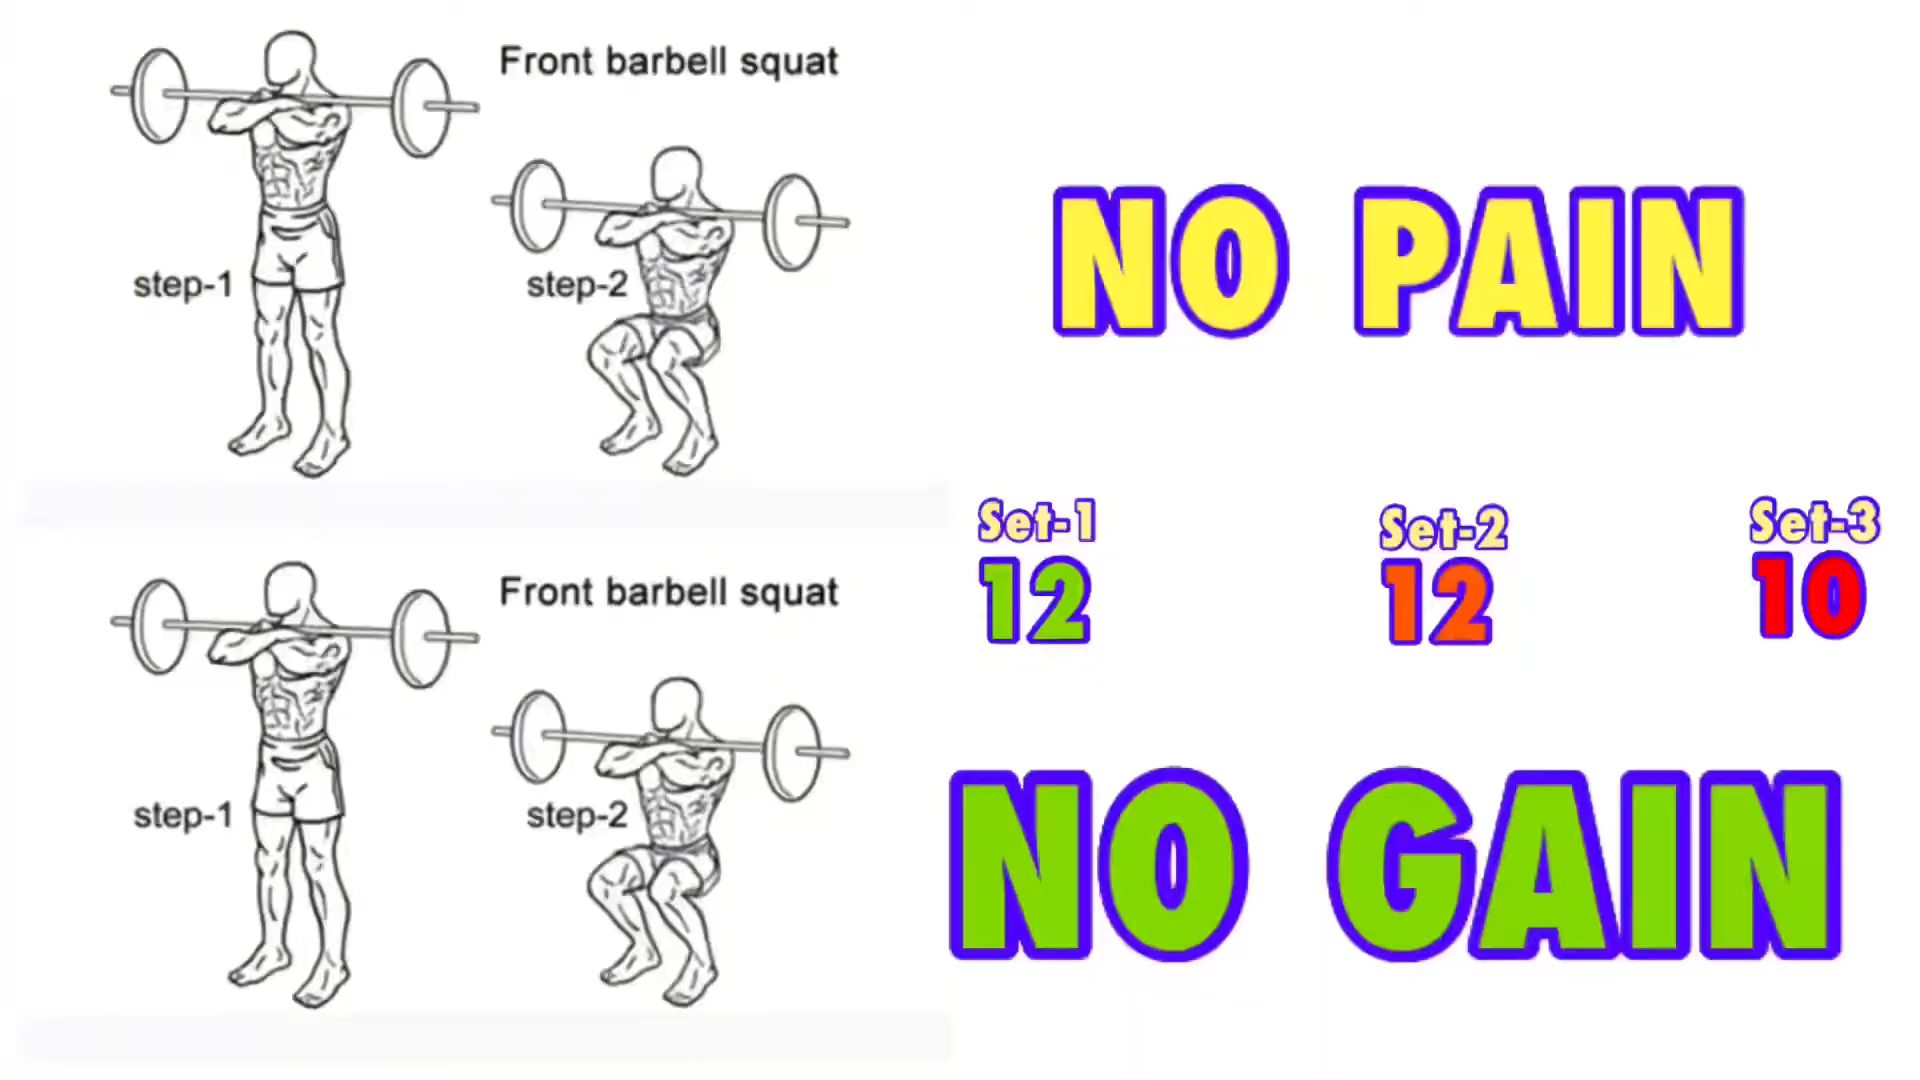 Front barbell squat
step-1
step-2
Front barbell squat
step-1
step-2
NO PAIN
Set-1
12
Set-2
12
Set-3
10
NO GAIN